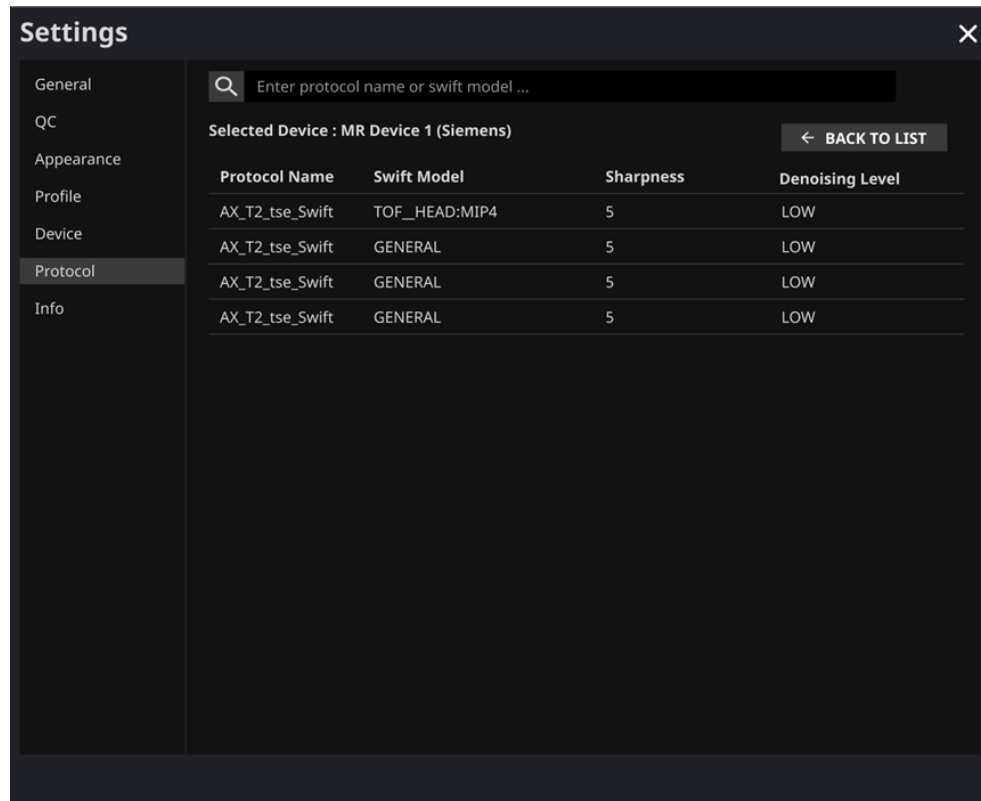 Settings
General
QC
Appearance
Profile
Device
Protocol
Info
Enter protocol name or swift model ...
Selected Device : MR Device 1 (Siemens)
← BACK TO LIST
Protocol Name Swift Model Sharpness Denoising Level
AX_T2_tse_Swift TOF__HEAD:MIP4 5 LOW
AX_T2_tse_Swift GENERAL 5 LOW
AX_T2_tse_Swift GENERAL 5 LOW
AX_T2_tse_Swift GENERAL 5 LOW